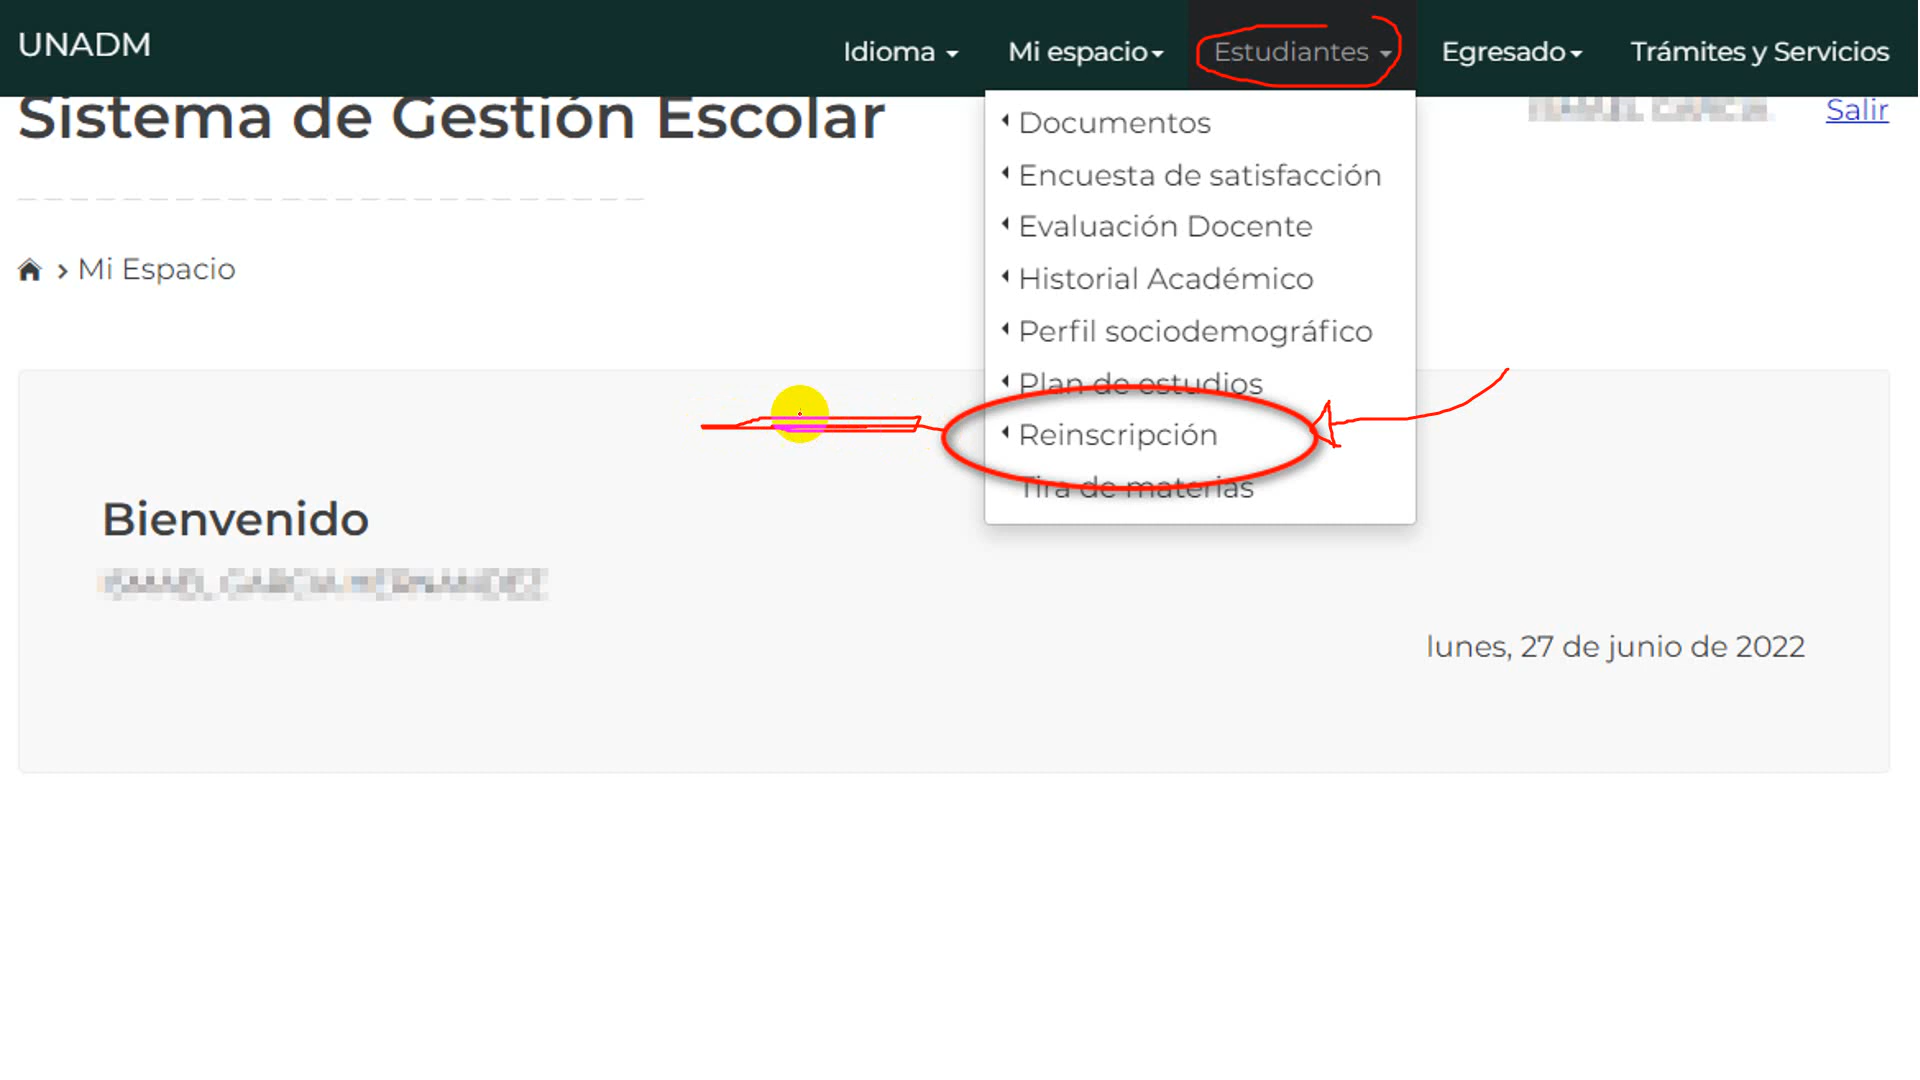 UNADM
Idioma
Mi espacio
Estudiantes
Egresado
Trámites y Servicios
Sistema de Gestión Escolar
Salir
Documentos
Encuesta de satisfacción
Evaluación Docente
Historial Académico
Perfil sociodemográfico
Plan de estudios
Reinscripción
Tira de materias
> Mi Espacio
Bienvenido
lunes, 27 de junio de 2022